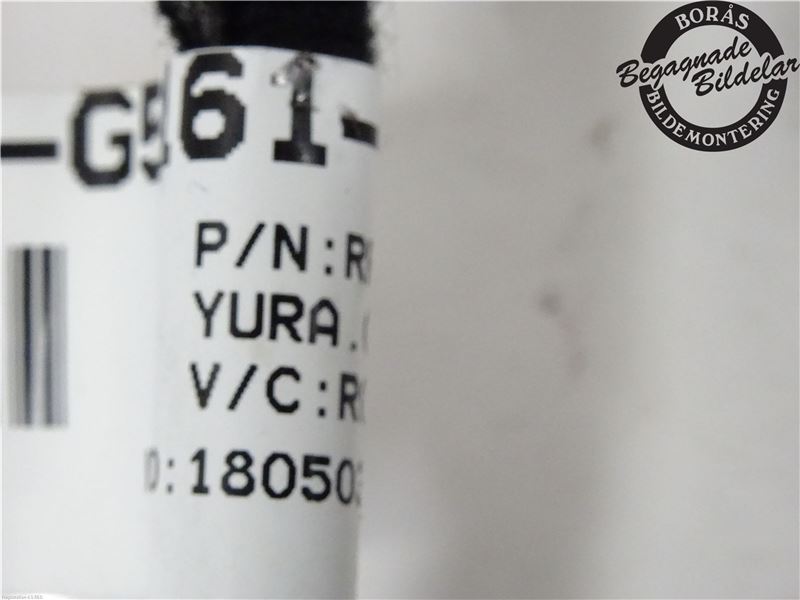 -G5
61-
P/N:R
YURA.
V/C:R
D:18050
BORÅS
Begagnade
Bildelar
BILDEMONTERING